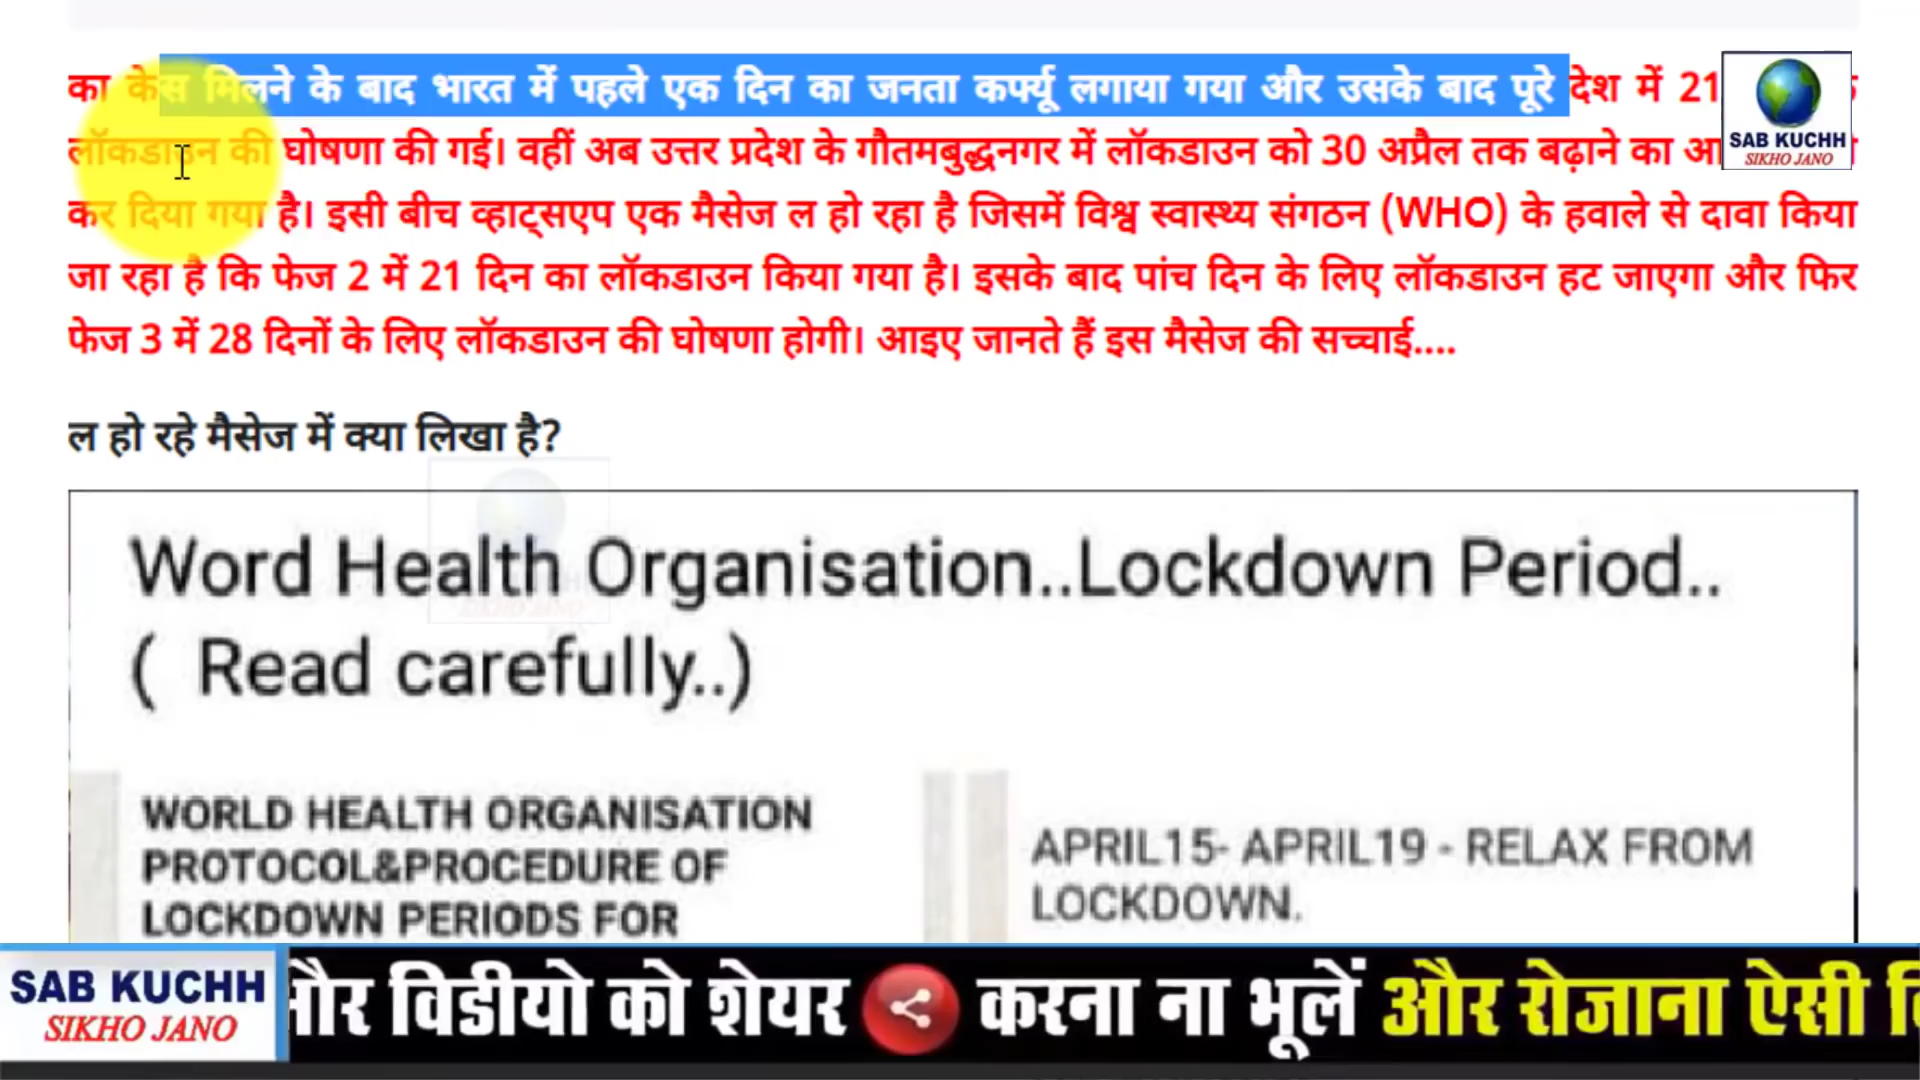 का केस मिलने के बाद भारत में पहले एक दिन का जनता कर्फ्यू लगाया गया और उसके बाद पूरे देश में 21
लॉकडाउन की घोषणा की गई। वहीं अब उत्तर प्रदेश के गौतमबुद्धनगर में लॉकडाउन को 30 अप्रैल तक बढ़ाने का
कर दिया गया है। इसी बीच व्हाट्सएप एक मैसेज ल हो रहा है जिसमें विश्व स्वास्थ्य संगठन (WHO) के हवाले से दावा किया
जा रहा है कि फेज 2 में 21 दिन का लॉकडाउन किया गया है। इसके बाद पांच दिन के लिए लॉकडाउन हट जाएगा और फिर
फेज 3 में 28 दिनों के लिए लॉकडाउन की घोषणा होगी। आइए जानते हैं इस मैसेज की सच्चाई....
SAB KUCHH
SIKHO JANO
ल हो रहे मैसेज में क्या लिखा है?
Word Health Organisation..Lockdown Period..
( Read carefully..)
WORLD HEALTH ORGANISATION
PROTOCOL&PROCEDURE OF
LOCKDOWN PERIODS FOR
APRIL15- APRIL19 - RELAX FROM
LOCKDOWN.
SAB KUCHH
SIKHO JANO
और विडीयो को शेयर करना ना भूलें और रोजाना ऐसी